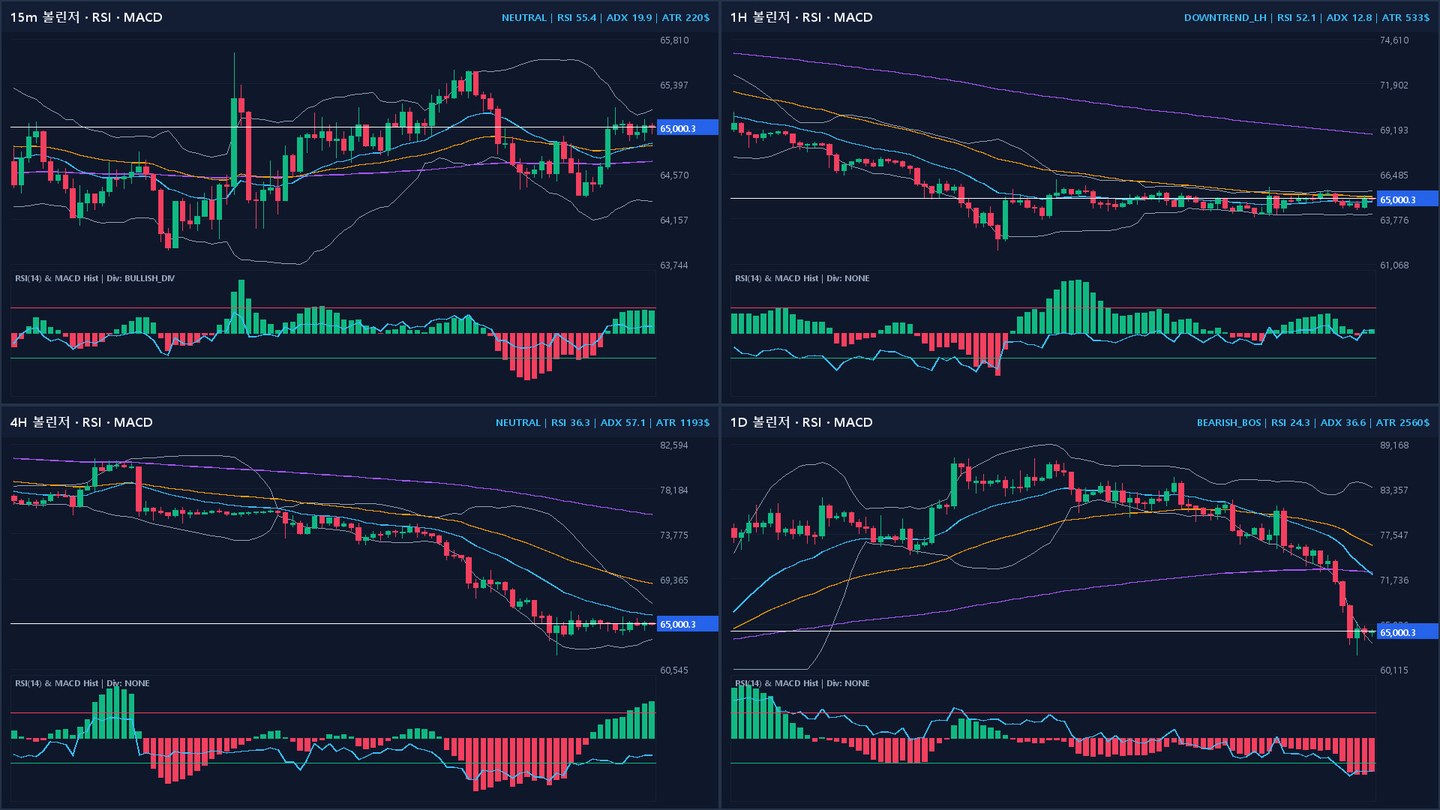 15m 볼린저 · RSI · MACD
NEUTRAL | RSI 55.4 | ADX 19.9 | ATR 220$
65,810
65,397
65,000.3
64,570
64,157
63,744
RSI(14) & MACD Hist | Div: BULLISH_DIV
1H 볼린저 · RSI · MACD
DOWNTREND_LH | RSI 52.1 | ADX 12.8 | ATR 533$
74,610
71,902
69,193
66,485
65,000.3
63,776
61,068
RSI(14) & MACD Hist | Div: NONE
4H 볼린저 · RSI · MACD
NEUTRAL | RSI 36.3 | ADX 57.1 | ATR 1193$
82,594
78,184
73,775
69,365
65,000.3
60,545
RSI(14) & MACD Hist | Div: NONE
1D 볼린저 · RSI · MACD
BEARISH_BOS | RSI 24.3 | ADX 36.6 | ATR 2560$
89,168
83,357
77,547
71,736
65,000.3
60,115
RSI(14) & MACD Hist | Div: NONE